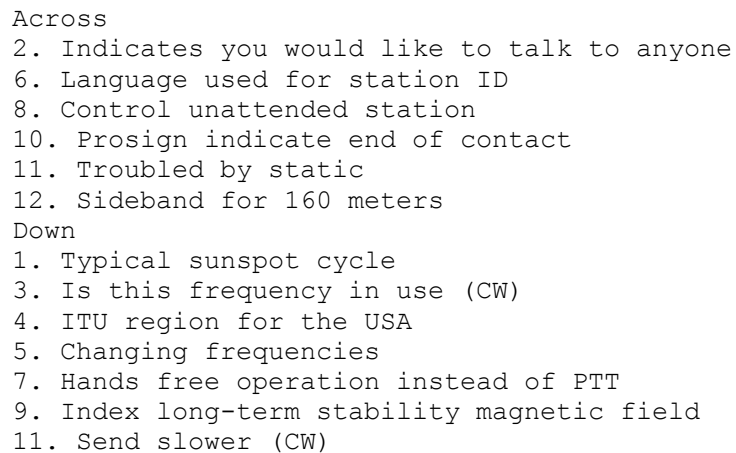 Across
2. Indicates you would like to talk to anyone
6. Language used for station ID
8. Control unattended station
10. Prosign indicate end of contact
11. Troubled by static
12. Sideband for 160 meters
Down
1. Typical sunspot cycle
3. Is this frequency in use (CW)
4. ITU region for the USA
5. Changing frequencies
7. Hands free operation instead of PTT
9. Index long-term stability magnetic field
11. Send slower (CW)